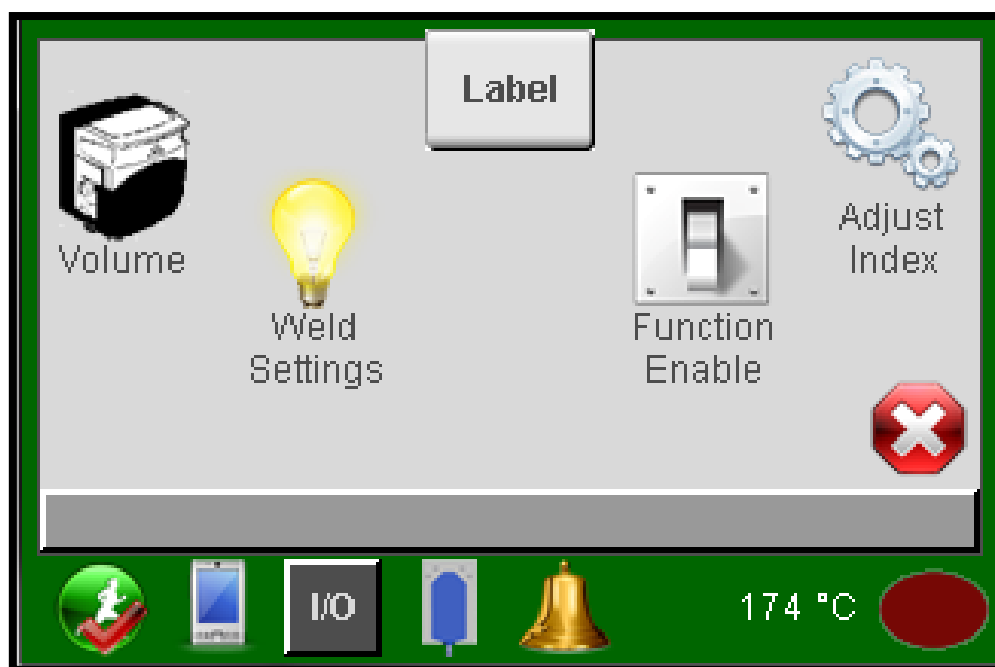 Label
Volume
Weld
Settings
Function
Enable
Adjust
Index
I/O
174 °C